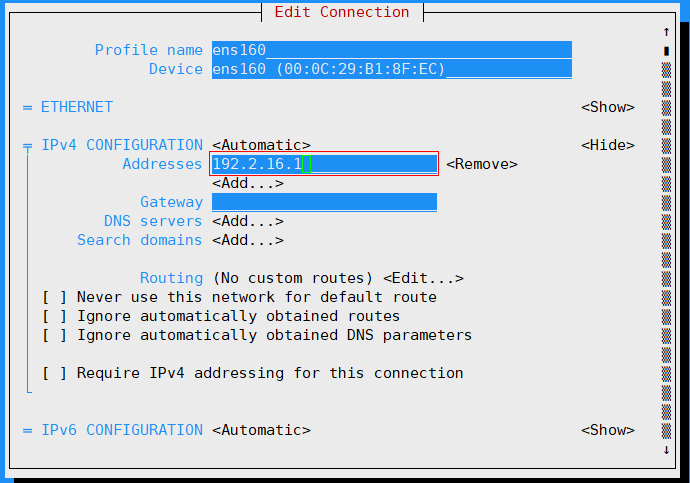 Edit Connection
Profile name ens160
Device ens160 (00:0C:29:B1:8F:EC)
= ETHERNET <Show>
IPv4 CONFIGURATION <Automatic> <Hide>
Addresses 192.2.16.1 <Remove>
<Add...>
Gateway
DNS servers <Add...>
Search domains <Add...>
Routing (No custom routes) <Edit...>
[ ] Never use this network for default route
[ ] Ignore automatically obtained routes
[ ] Ignore automatically obtained DNS parameters
[ ] Require IPv4 addressing for this connection
= IPv6 CONFIGURATION <Automatic> <Show>